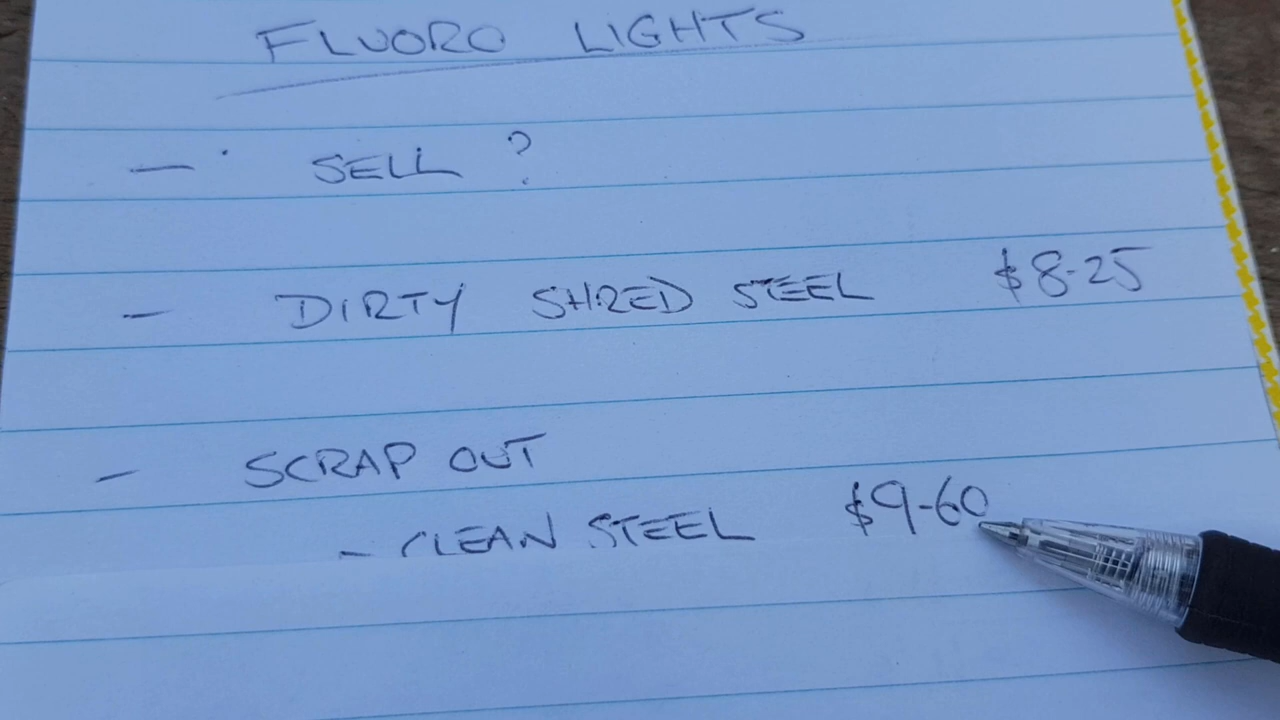 FLUORO LIGHTS
- SELL ?
- DIRTY SHRED STEEL $8-25
- SCRAP OUT
- CLEAN STEEL $9-60